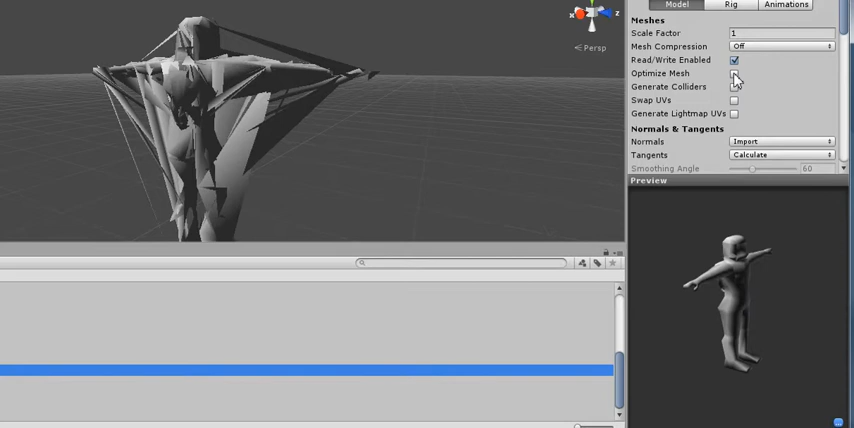 Model Rig Animations
x z
Persp
Meshes
Scale Factor 1
Mesh Compression Off
Read/Write Enabled
Optimize Mesh
Generate Colliders
Swap UVs
Generate Lightmap UVs
Normals & Tangents
Normals Import
Tangents Calculate
Smoothing Angle 60
Preview